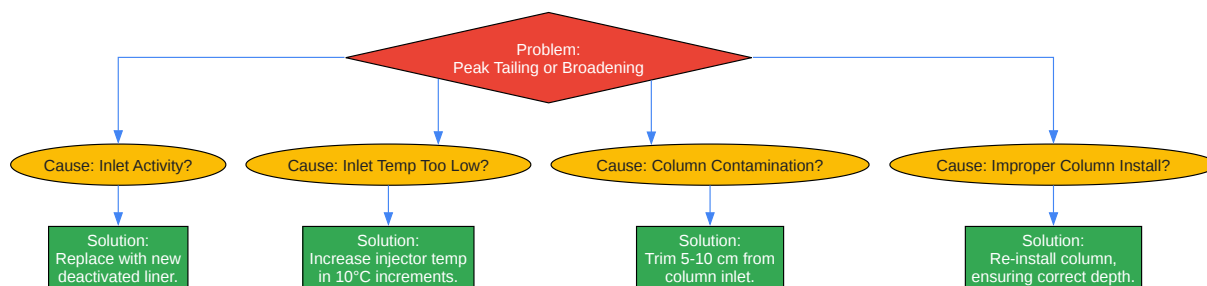 Problem:
Peak Tailing or Broadening
Cause: Inlet Activity?
Cause: Inlet Temp Too Low?
Cause: Column Contamination?
Cause: Improper Column Install?
Solution:
Replace with new
deactivated liner.
Solution:
Increase injector temp
in 10°C increments.
Solution:
Trim 5-10 cm from
column inlet.
Solution:
Re-install column,
ensuring correct depth.